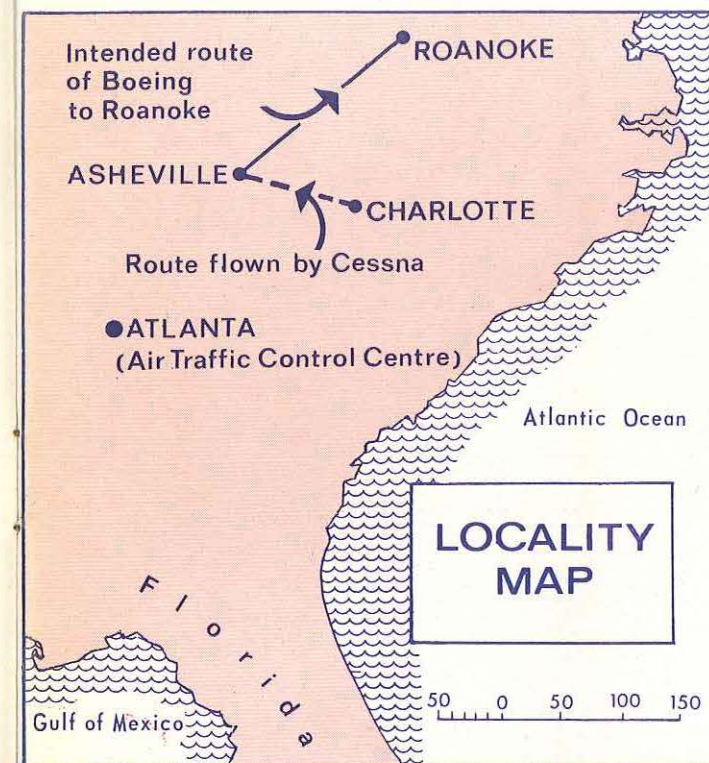 Intended route
of Boeing
to Roanoke
ROANOKE
ASHEVILLE
CHARLOTTE
Route flown by Cessna
ATLANTA
(Air Traffic Control Centre)
Atlantic Ocean
LOCALITY
MAP
Florida
Gulf of Mexico
50 0 50 100 150